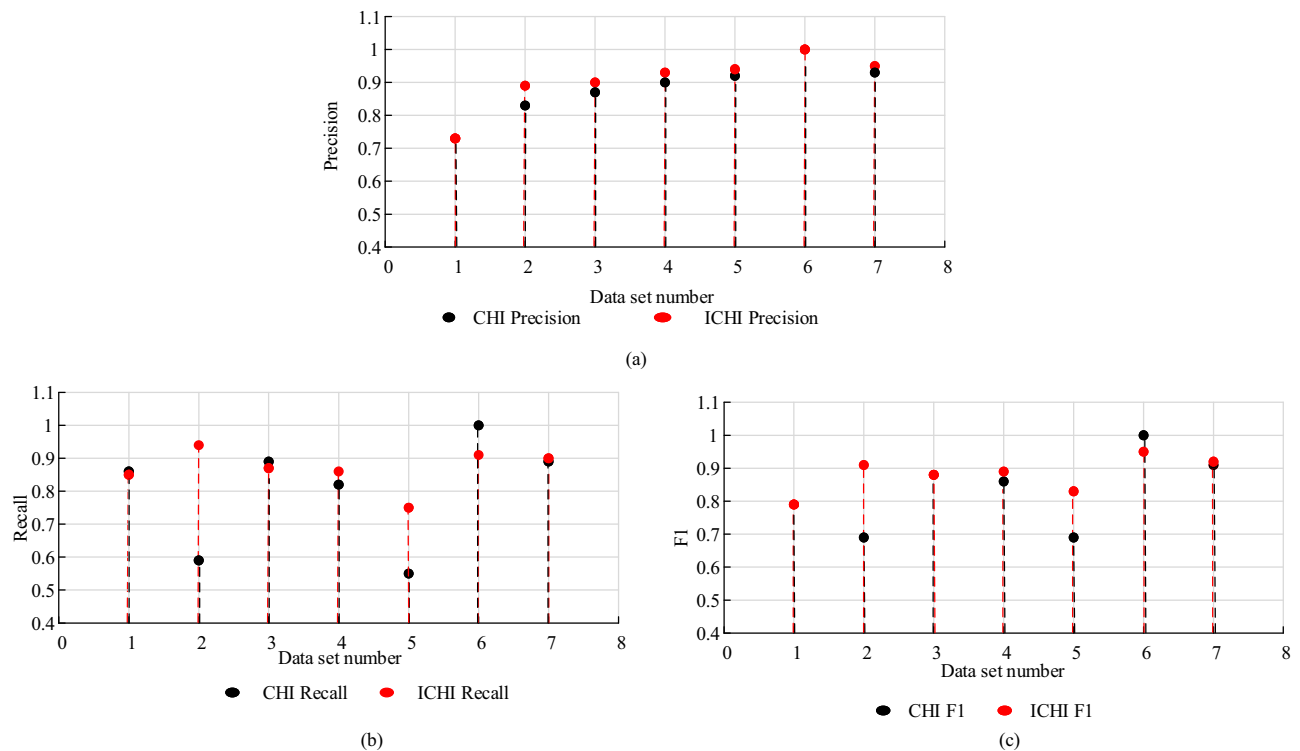 1.1
1
0.9
0.8
0.7
0.6
0.5
0.4
Precision
0 1 2 3 4 5 6 7 8
Data set number
CHI Precision ICHI Precision
(a)
1.1
1
0.9
0.8
0.7
0.6
0.5
0.4
Recall
0 1 2 3 4 5 6 7 8
Data set number
CHI Recall ICHI Recall
(b)
1.1
1
0.9
0.8
0.7
0.6
0.5
0.4
F1
0 1 2 3 4 5 6 7 8
Data set number
CHI F1 ICHI F1
(c)